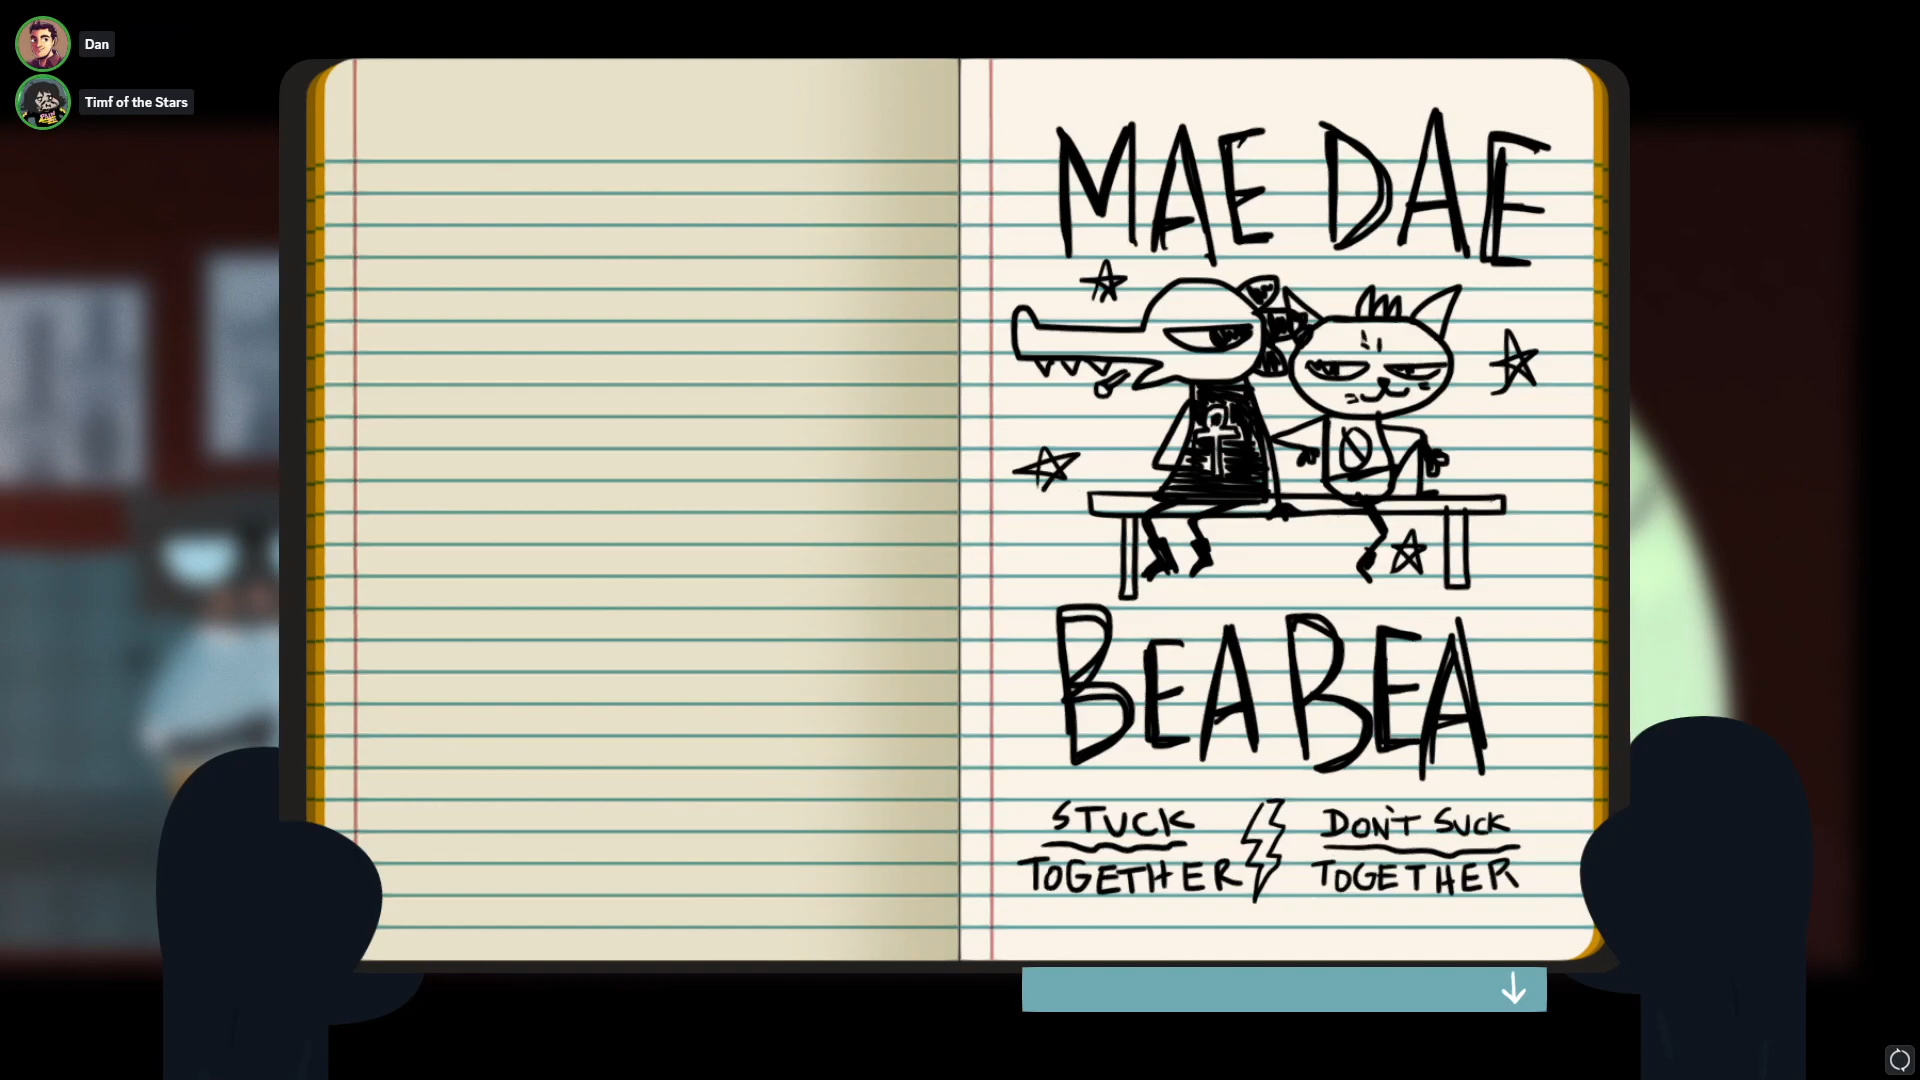 Dan
Timf of the Stars
MAE DAE
BEA BEA
STUCK TOGETHER
DON'T SUCK TOGETHER